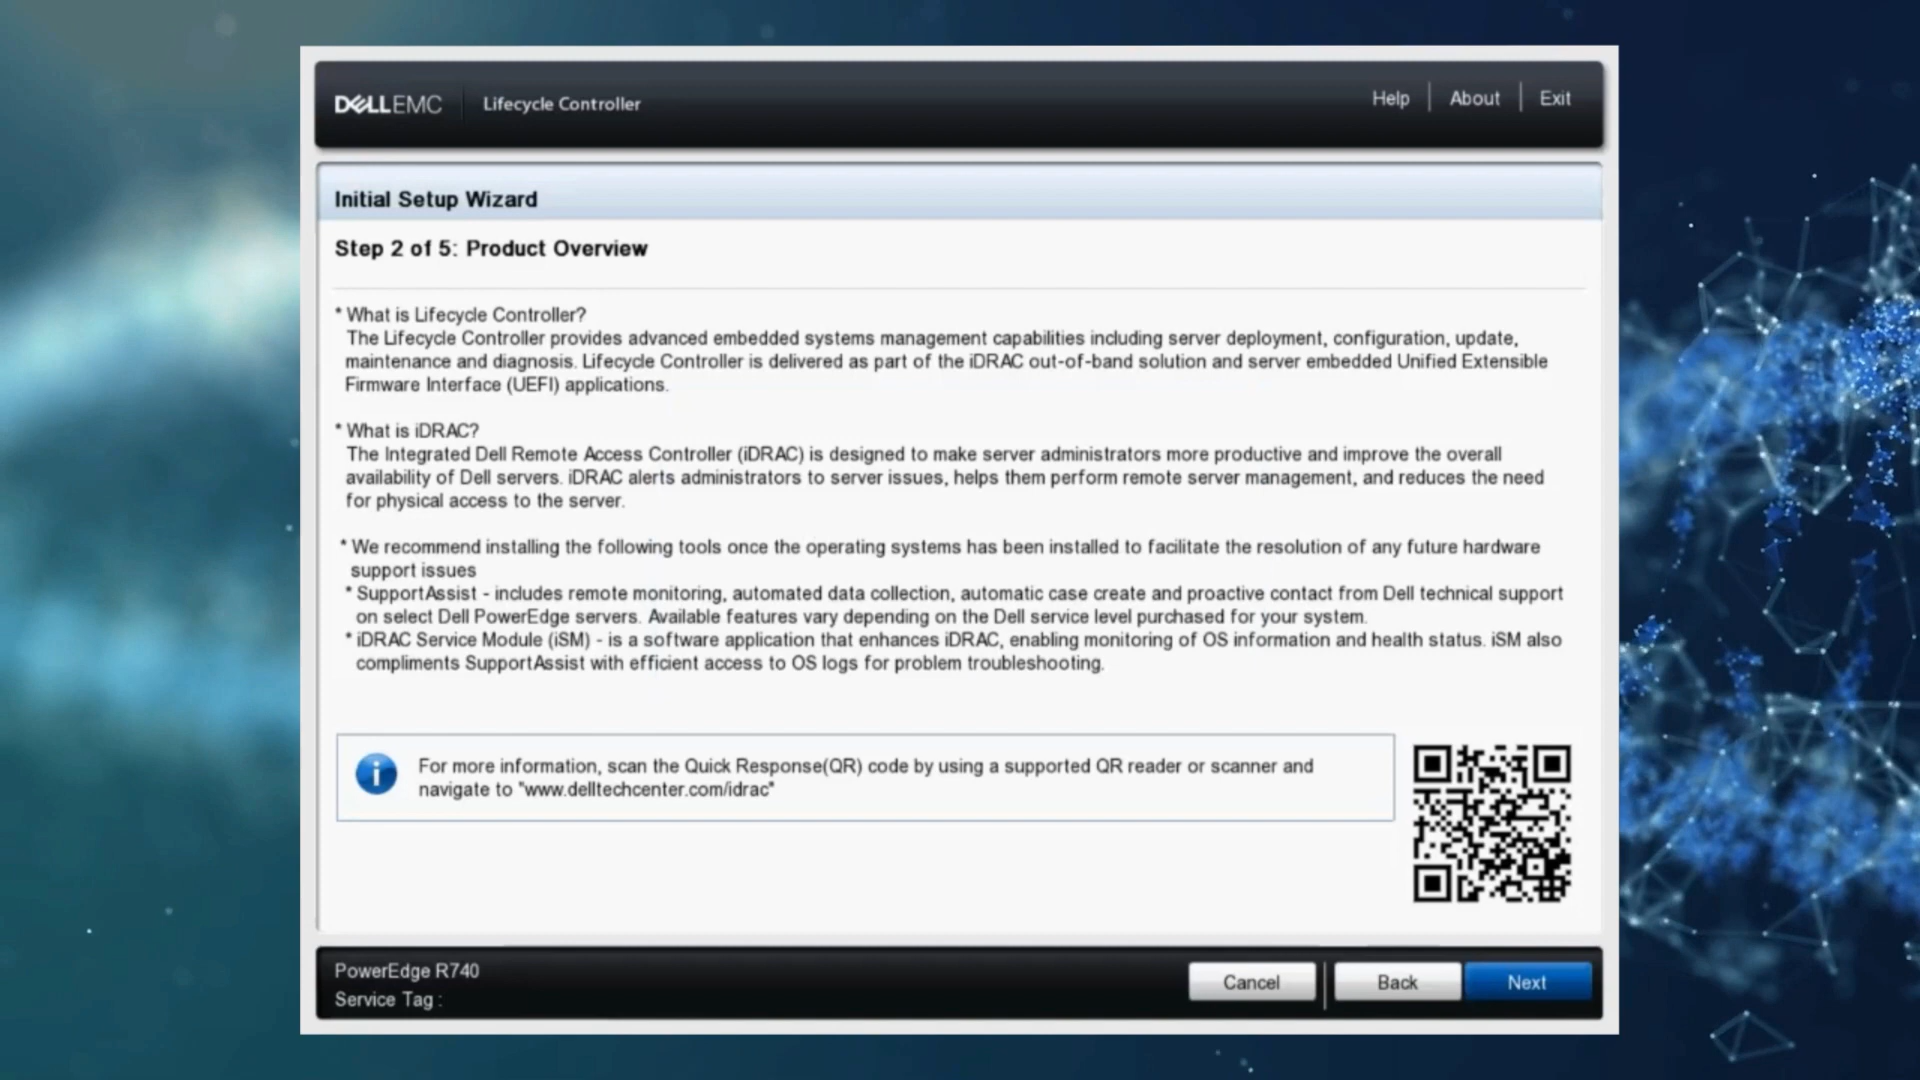 DELLEMC Lifecycle Controller Help About Exit
Initial Setup Wizard
Step 2 of 5: Product Overview
* What is Lifecycle Controller?
The Lifecycle Controller provides advanced embedded systems management capabilities including server deployment, configuration, update,
maintenance and diagnosis. Lifecycle Controller is delivered as part of the iDRAC out-of-band solution and server embedded Unified Extensible
Firmware Interface (UEFI) applications.
* What is iDRAC?
The Integrated Dell Remote Access Controller (iDRAC) is designed to make server administrators more productive and improve the overall
availability of Dell servers. iDRAC alerts administrators to server issues, helps them perform remote server management, and reduces the need
for physical access to the server.
* We recommend installing the following tools once the operating systems has been installed to facilitate the resolution of any future hardware
support issues
* SupportAssist - includes remote monitoring, automated data collection, automatic case create and proactive contact from Dell technical support
on select Dell PowerEdge servers. Available features vary depending on the Dell service level purchased for your system.
* iDRAC Service Module (iSM) - is a software application that enhances iDRAC, enabling monitoring of OS information and health status. iSM also
compliments SupportAssist with efficient access to OS logs for problem troubleshooting.
For more information, scan the Quick Response(QR) code by using a supported QR reader or scanner and
navigate to "www.delltechcenter.com/idrac"
PowerEdge R740
Service Tag :
Cancel Back Next